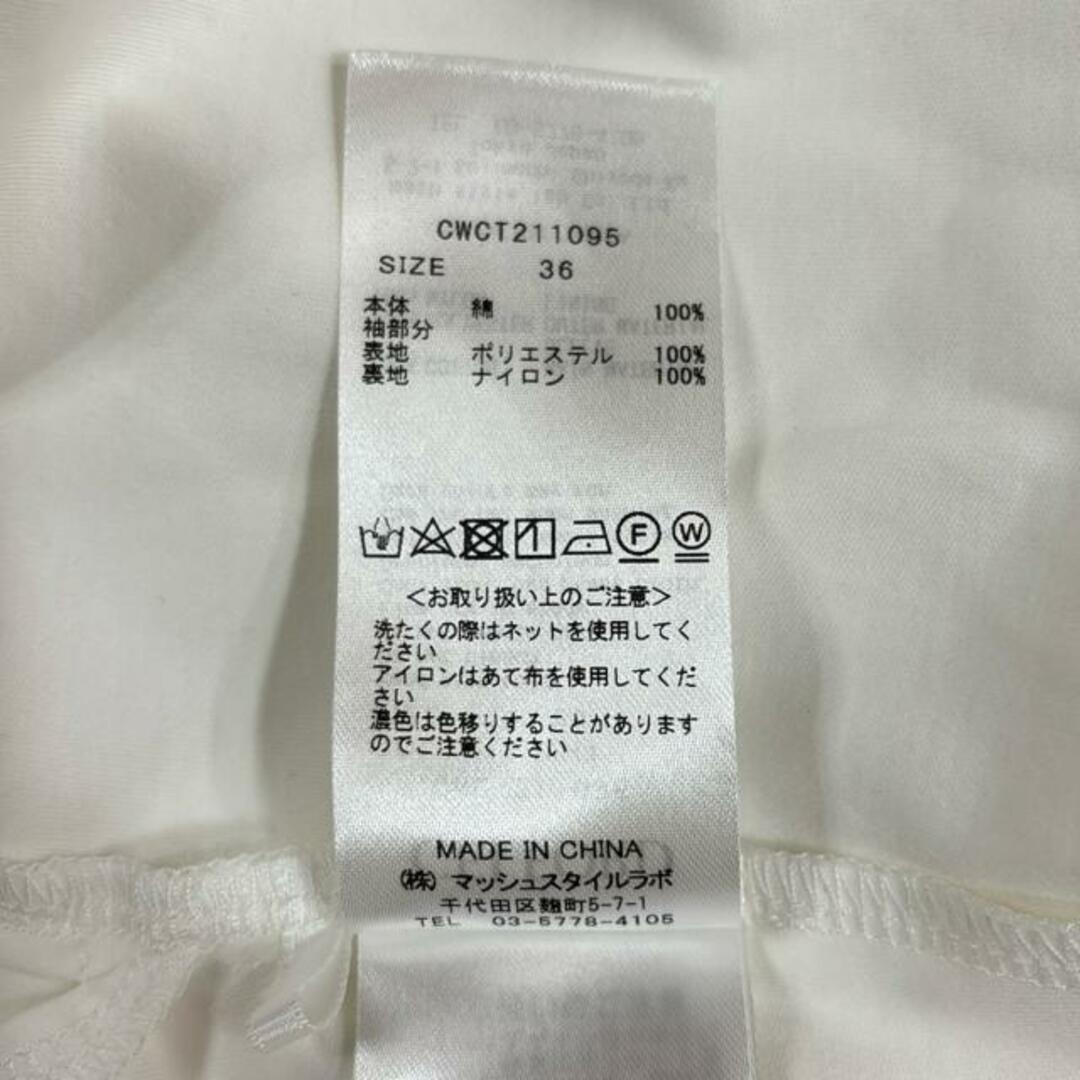 CWCT211095
SIZE 36
本体 綿 100%
袖部分
表地 ポリエステル 100%
裏地 ナイロン 100%
F W
<お取り扱い上のご注意>
洗たくの際はネットを使用してく
ださい
アイロンはあて布を使用してくだ
さい
濃色は色移りすることがあります
のでご注意ください
MADE IN CHINA
(株) マッシュスタイルラボ
千代田区麹町5-7-1
TEL 03-5778-4105